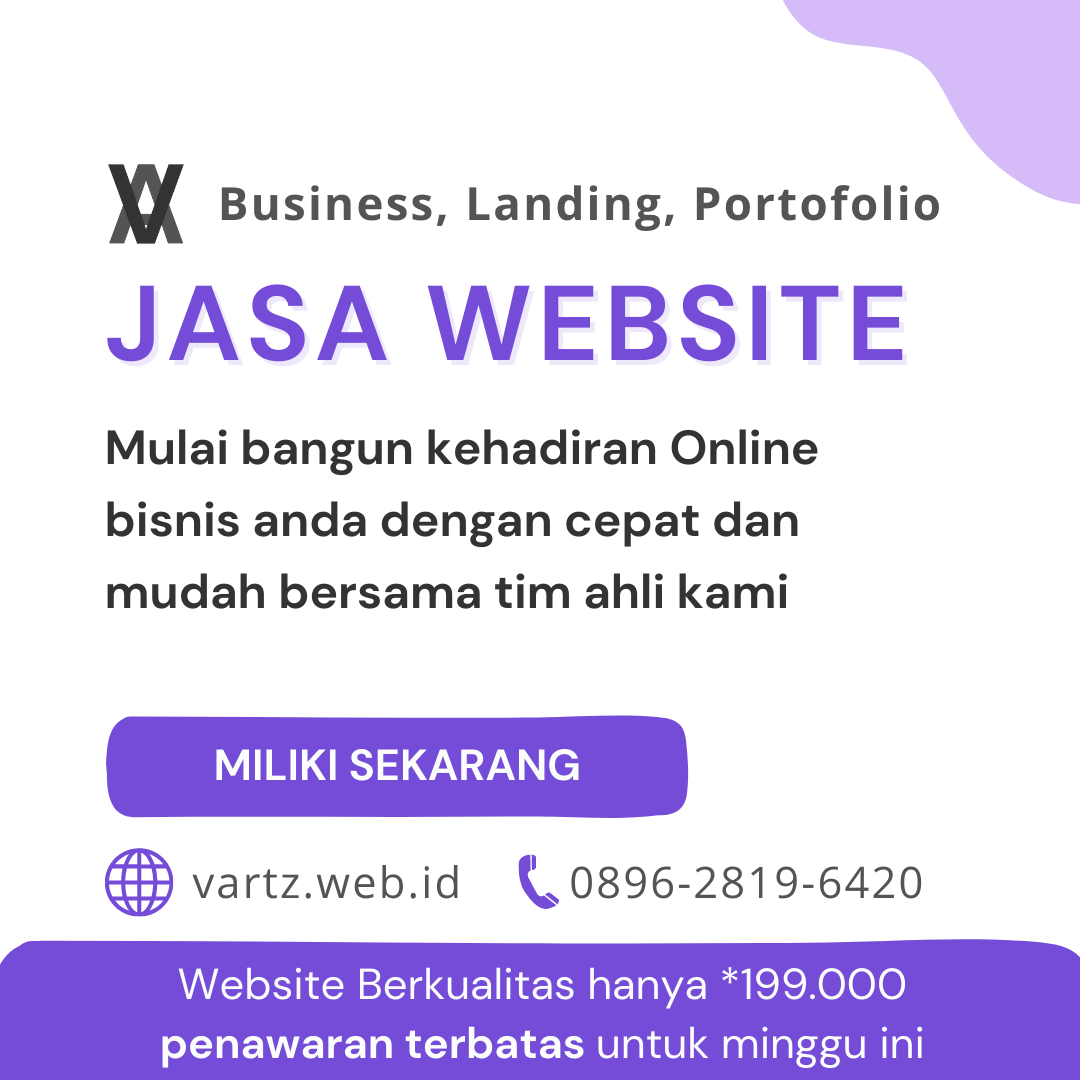 Business, Landing, Portofolio
JASA WEBSITE
Mulai bangun kehadiran Online
bisnis anda dengan cepat dan
mudah bersama tim ahli kami
MILIKI SEKARANG
vartz.web.id
0896-2819-6420
Website Berkualitas hanya *199.000
penawaran terbatas untuk minggu ini